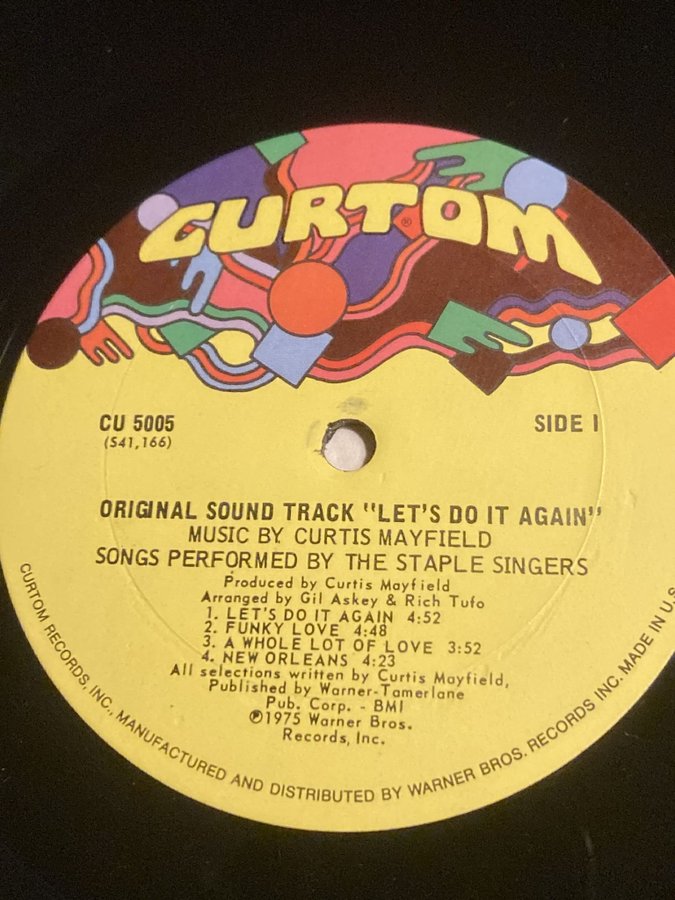 CURTOM®
CU 5005
SIDE 1
(S41,166)
ORIGINAL SOUND TRACK "LET'S DO IT AGAIN"
MUSIC BY CURTIS MAYFIELD
SONGS PERFORMED BY THE STAPLE SINGERS
Produced by Curtis Mayfield
Arranged by Gil Askey & Rich Tufo
1. LET'S DO IT AGAIN 4:52
2. FUNKY LOVE 4:48
3. A WHOLE LOT OF LOVE 3:52
4. NEW ORLEANS 4:23
All selections written by Curtis Mayfield,
Published by Warner-Tamerlane
Pub. Corp. - BMI
℗1975 Warner Bros.
Records, Inc.
CURTOM RECORDS, INC., MANUFACTURED AND DISTRIBUTED BY WARNER BROS. RECORDS INC. MADE IN U.S.